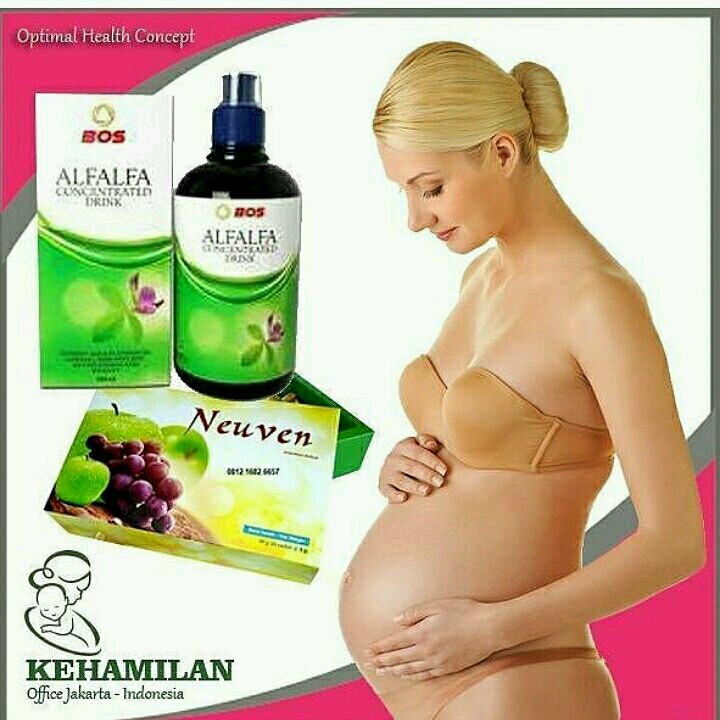 Optimal Health Concept
BOS
ALFALFA
CONCENTRATED
DRINK
BOS
ALFALFA
CONCENTRATED
DRINK
Neuven
0812 1682 6657
KEHAMILAN
Office Jakarta - Indonesia